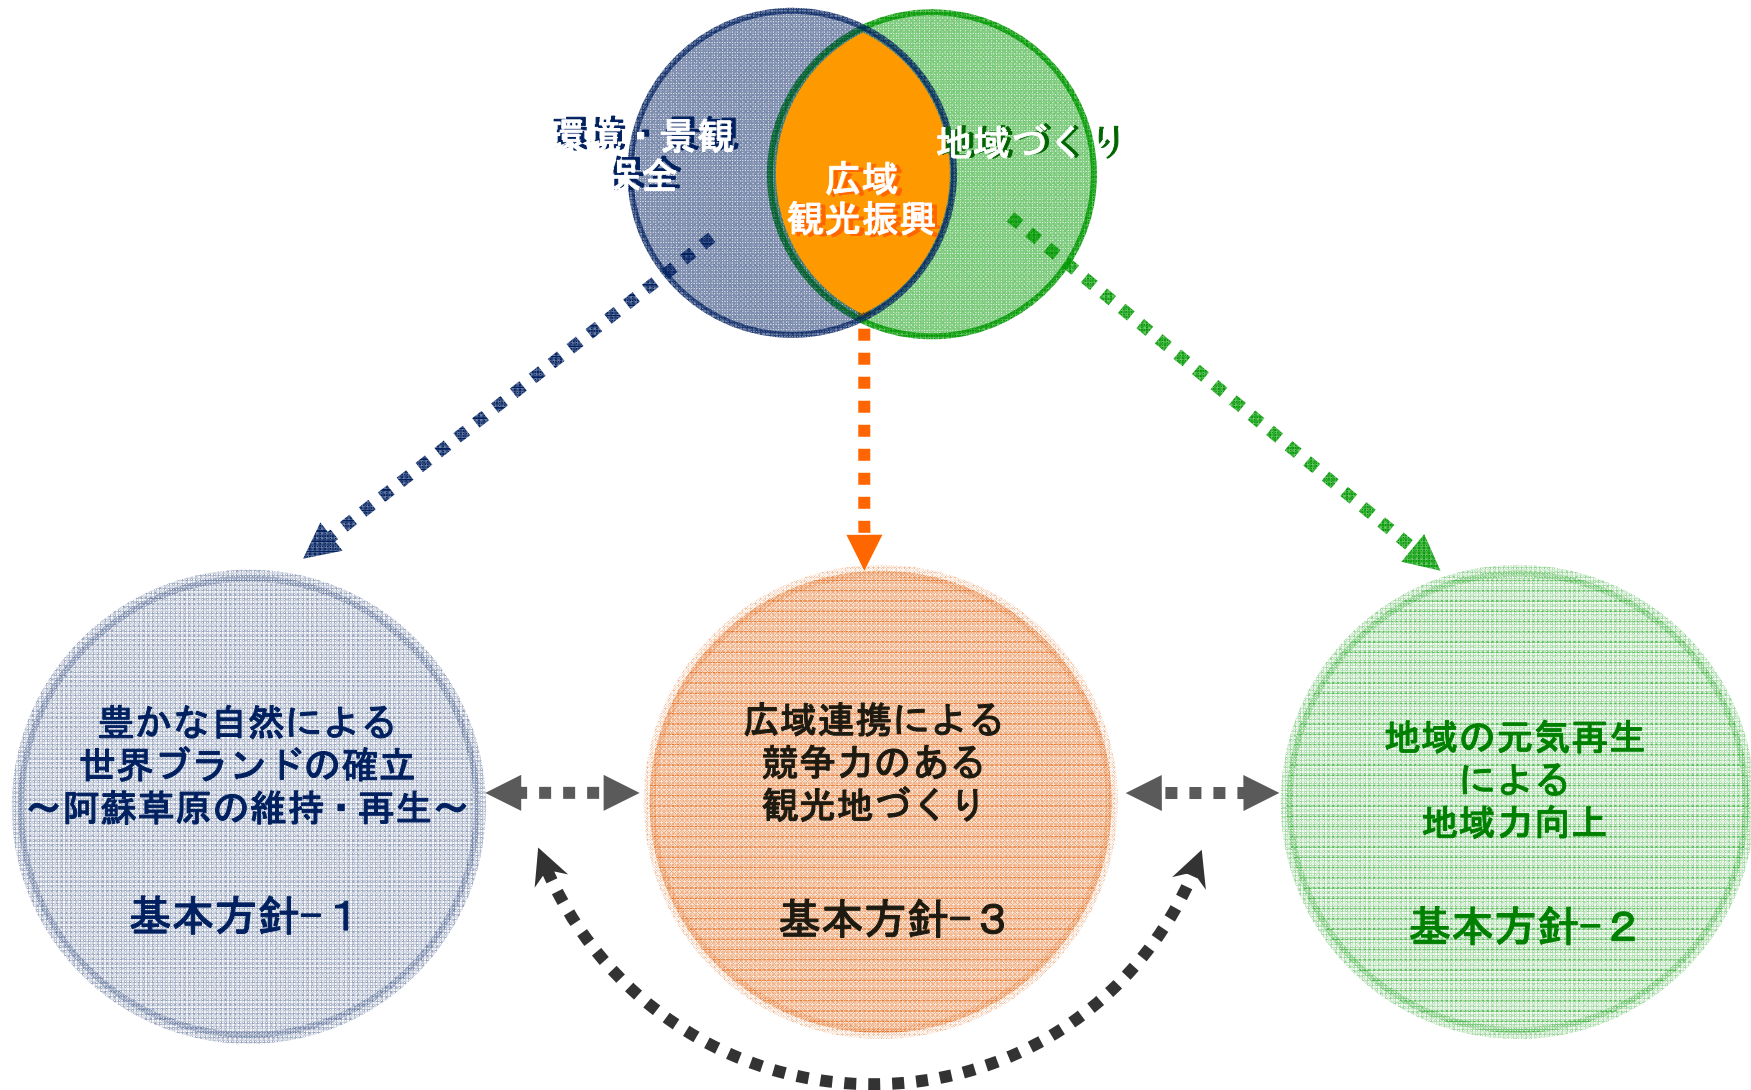 環境・景観
保全
広域
観光振興
地域づくり
豊かな自然による
世界ブランドの確立
～阿蘇草原の維持・再生～
基本方針−１
広域連携による
競争力のある
観光地づくり
基本方針−３
地域の元気再生
による
地域力向上
基本方針−２